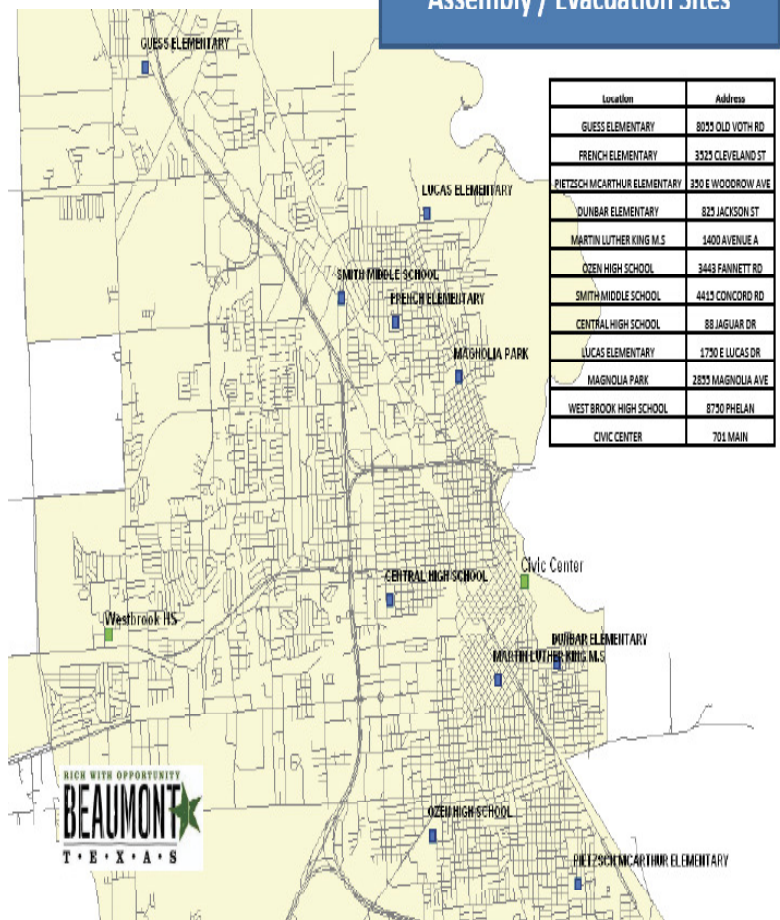 Assembly / Evacuation Sites
GUESS ELEMENTARY
LUCAS ELEMENTARY
SMITH MIDDLE SCHOOL
FRENCH ELEMENTARY
MAGNOLIA PARK
CENTRAL HIGH SCHOOL
Civic Center
Westbrook HS
DUNBAR ELEMENTARY
MARTIN LUTHER KING M.S
OZEN HIGH SCHOOL
PIETZSCH MCARTHUR ELEMENTARY
Location Address
GUESS ELEMENTARY 8055 OLD VOTH RD
FRENCH ELEMENTARY 3525 CLEVELAND ST
PIETZSCH MCARTHUR ELEMENTARY 350 E WOODROW AVE
DUNBAR ELEMENTARY 825 JACKSON ST
MARTIN LUTHER KING M.S 1400 AVENUE A
OZEN HIGH SCHOOL 3443 FANNETT RD
SMITH MIDDLE SCHOOL 4415 CONCORD RD
CENTRAL HIGH SCHOOL 88 JAGUAR DR
LUCAS ELEMENTARY 1750 E LUCAS DR
MAGNOLIA PARK 2855 MAGNOLIA AVE
WEST BROOK HIGH SCHOOL 8750 PHELAN
CIVIC CENTER 701 MAIN
RICH WITH OPPORTUNITY
BEAUMONT
T • E • X • A • S